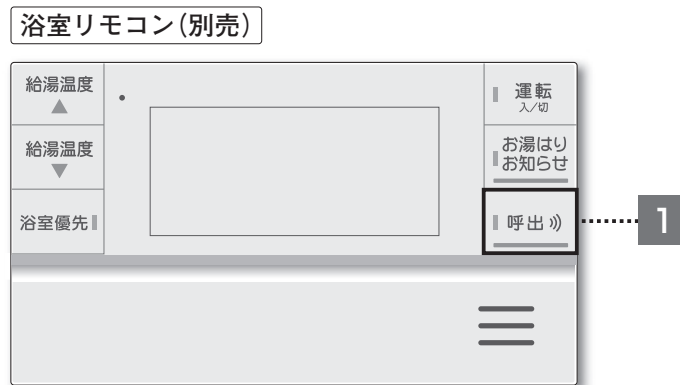 浴室リモコン(別売)
給湯温度
▲
給湯温度
▼
浴室優先
運転
入/切
お湯はり
お知らせ
呼出
1